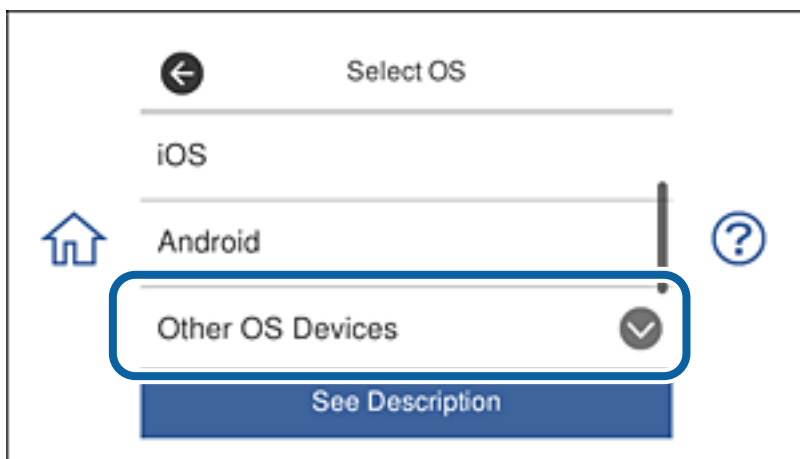 Select OS
iOS
Android
Other OS Devices
See Description